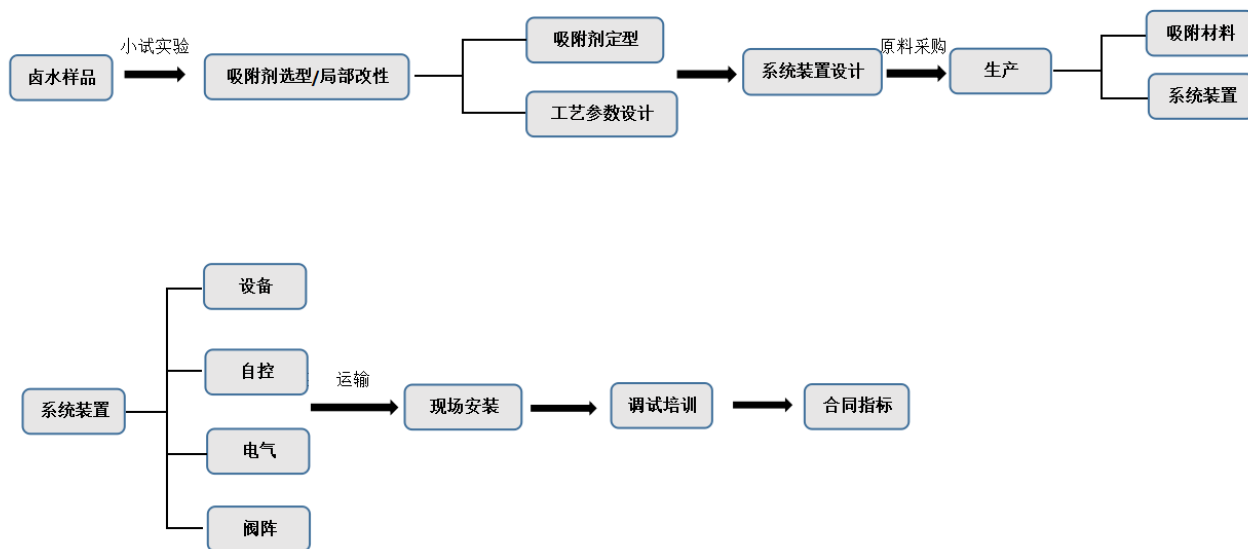 卤水样品
小试实验
吸附剂选型/局部改性
吸附剂定型
工艺参数设计
系统装置设计
原料采购
生产
吸附材料
系统装置
系统装置
设备
自控
电气
阀阵
运输
现场安装
调试培训
合同指标